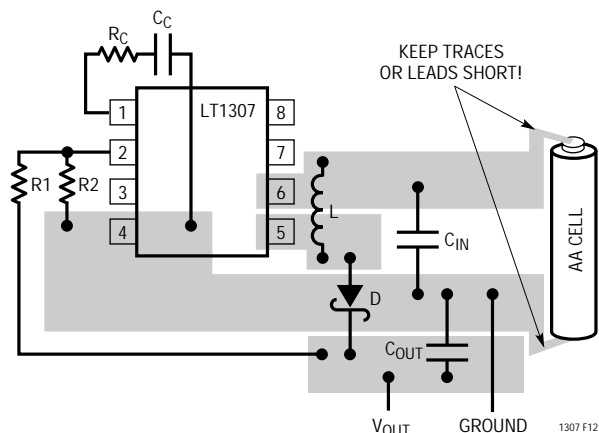 CC
RC
KEEP TRACES
OR LEADS SHORT!
LT1307
1
8
2
7
R1
R2
3
6
L
4
5
CIN
AA CELL
D
COUT
VOUT
GROUND
1307 F12